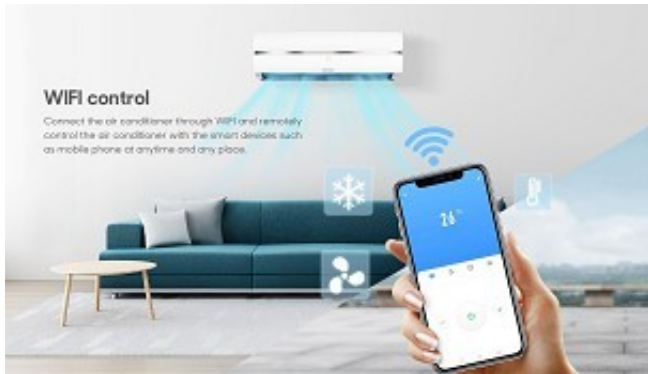 WIFI control
Connect the air conditioner through WIFI and remotely
control the air conditioner with the smart devices such
as mobile phone at anytime and any place.
26